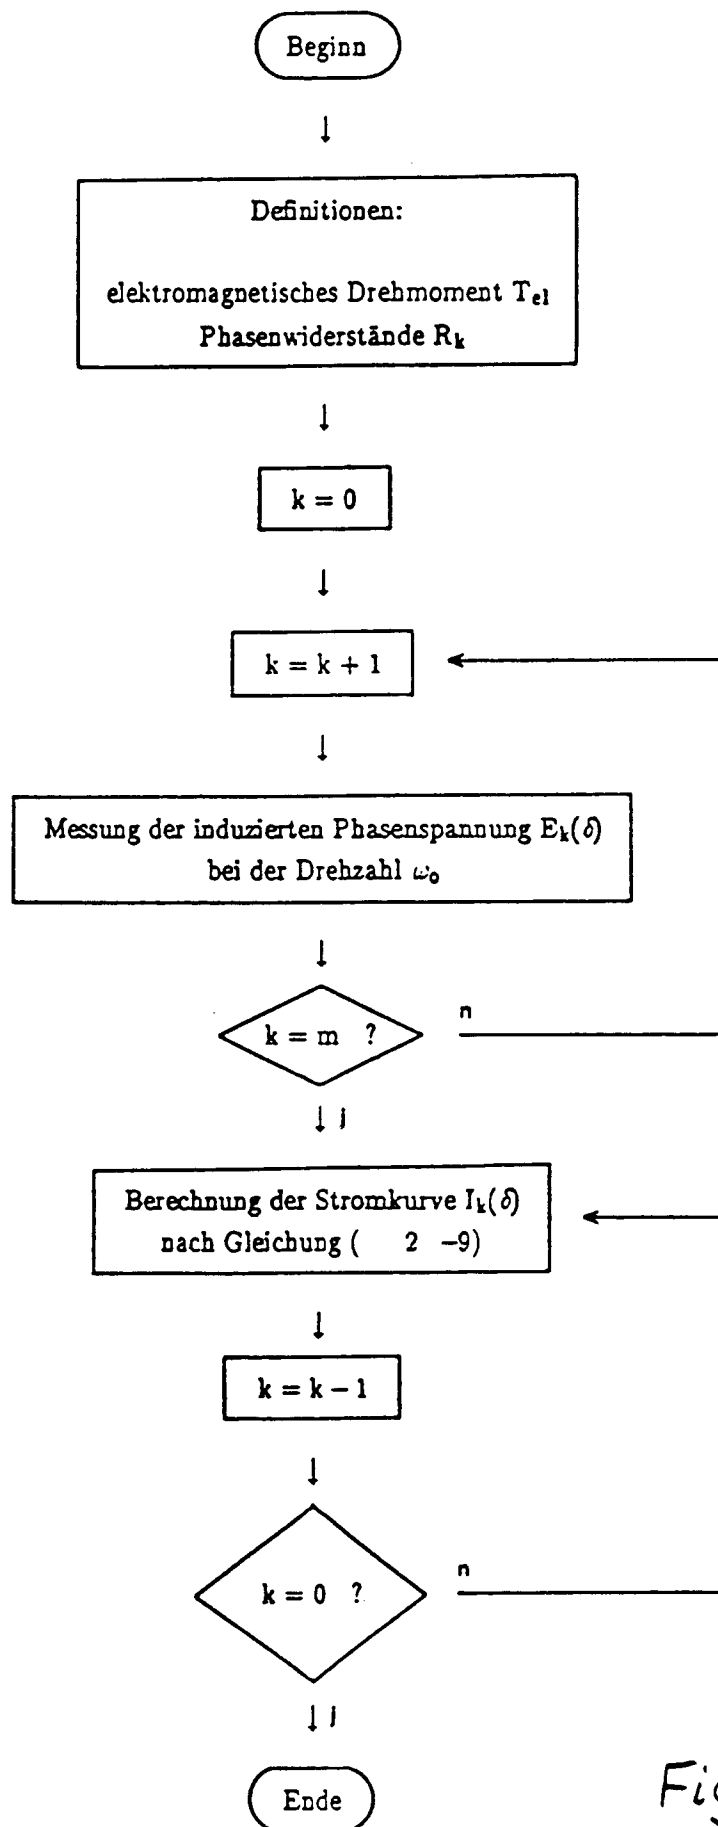 Beginn
↓
Definitionen:
elektromagnetisches Drehmoment T_el
Phasenwiderstände R_k
↓
k = 0
↓
k = k + 1
↓
Messung der induzierten Phasenspannung E_k(δ)
bei der Drehzahl ω_0
↓
k = m ?
n
↓ j
Berechnung der Stromkurve I_k(δ)
nach Gleichung ( 2 –9)
↓
k = k – 1
↓
k = 0 ?
n
↓ j
Ende